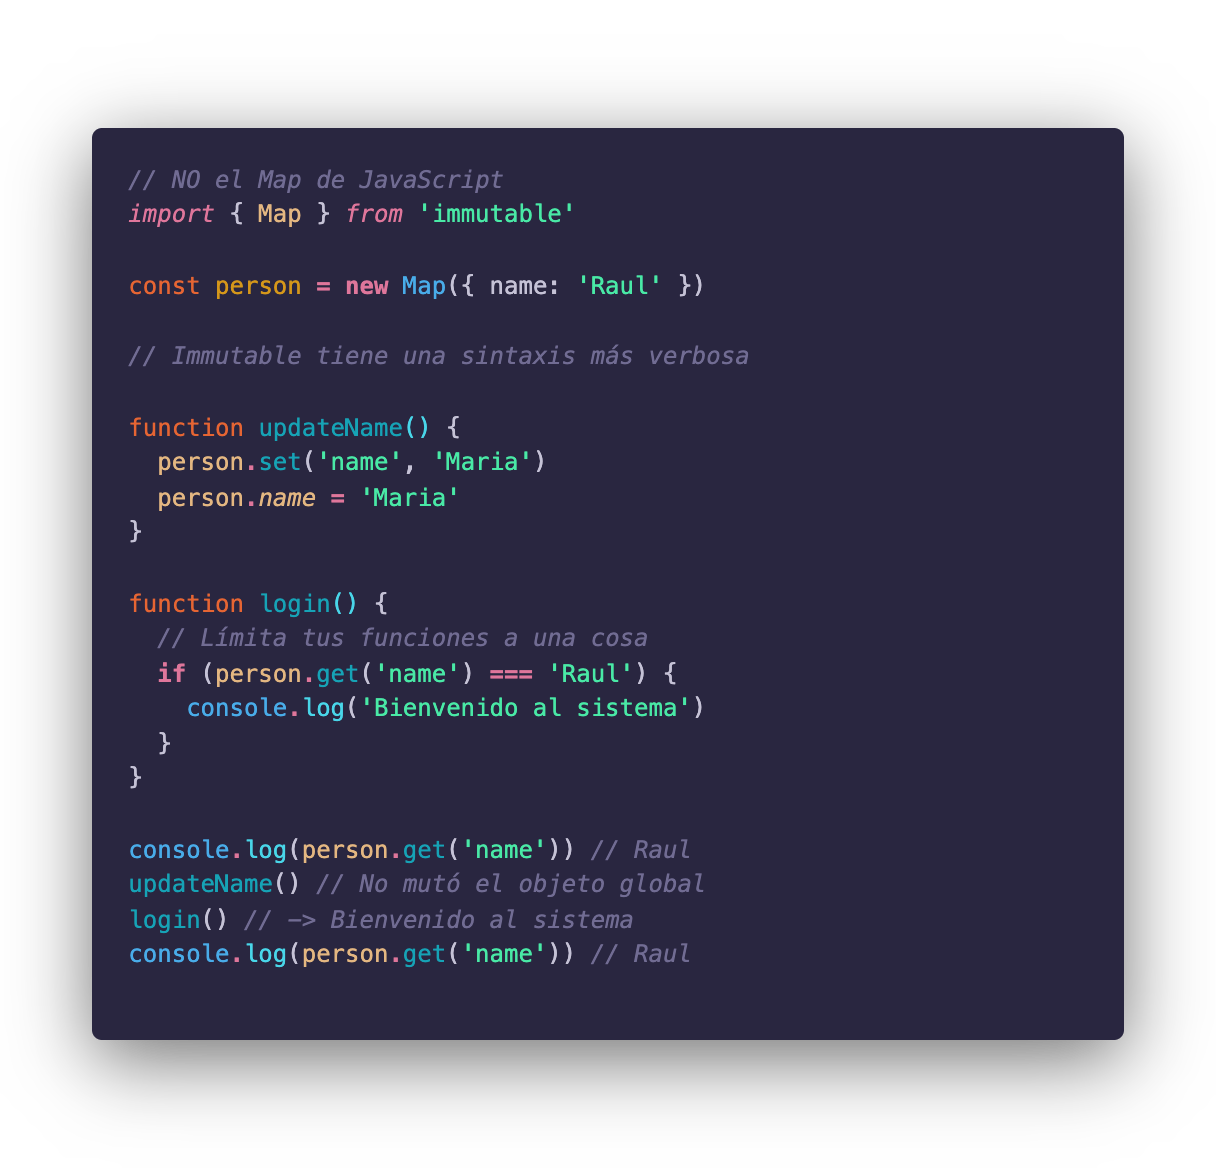 // NO el Map de JavaScript
import { Map } from 'immutable'
const person = new Map({ name: 'Raul' })
// Immutable tiene una sintaxis más verbosa
function updateName() {
  person.set('name', 'Maria')
  person.name = 'Maria'
}
function login() {
  // Límita tus funciones a una cosa
  if (person.get('name') === 'Raul') {
    console.log('Bienvenido al sistema')
  }
}
console.log(person.get('name')) // Raul
updateName() // No mutó el objeto global
login() // —> Bienvenido al sistema
console.log(person.get('name')) // Raul